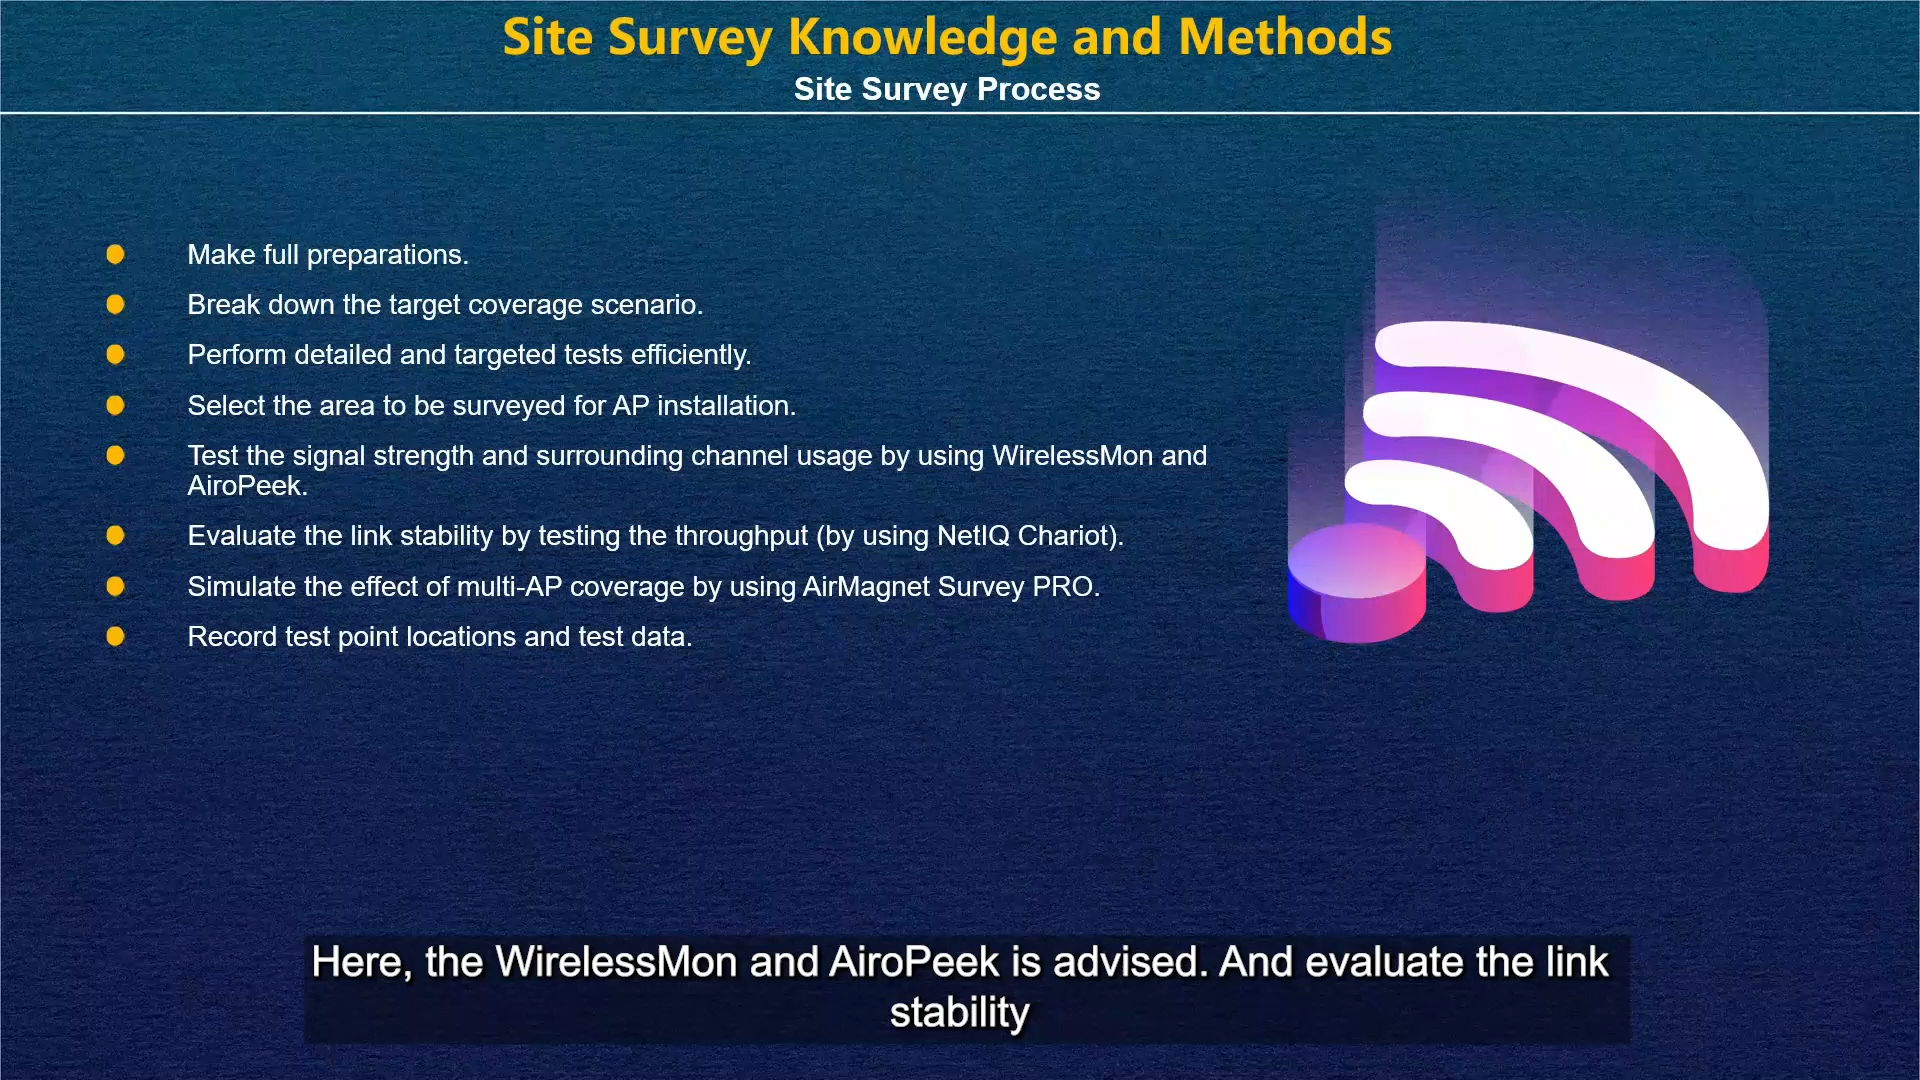 Site Survey Knowledge and Methods
Site Survey Process
Make full preparations.
Break down the target coverage scenario.
Perform detailed and targeted tests efficiently.
Select the area to be surveyed for AP installation.
Test the signal strength and surrounding channel usage by using WirelessMon and
AiroPeek.
Evaluate the link stability by testing the throughput (by using NetIQ Chariot).
Simulate the effect of multi-AP coverage by using AirMagnet Survey PRO.
Record test point locations and test data.
Here, the WirelessMon and AiroPeek is advised. And evaluate the link
stability